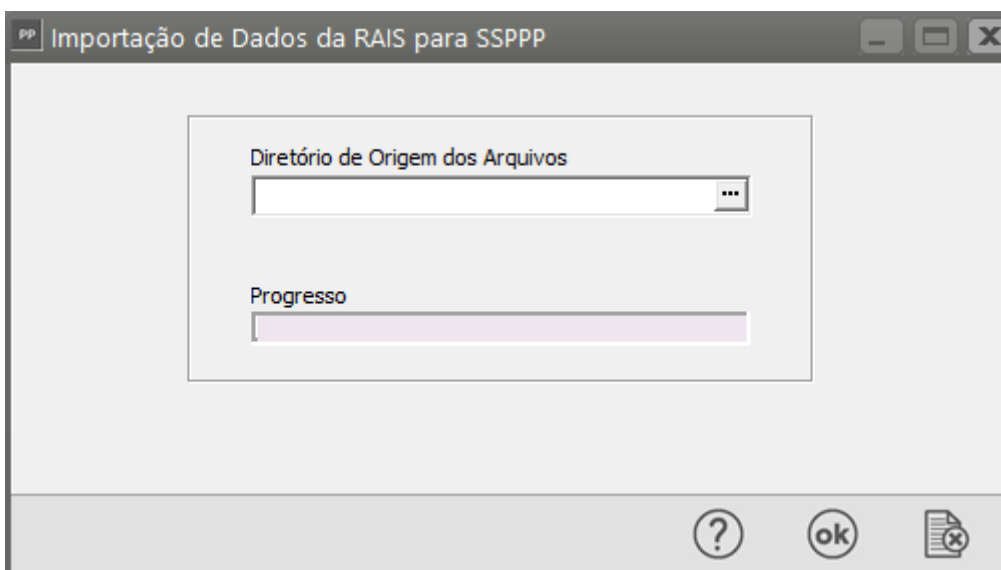 PP Importação de Dados da RAIS para SSPPP
Diretório de Origem dos Arquivos
...
Progresso
? ok